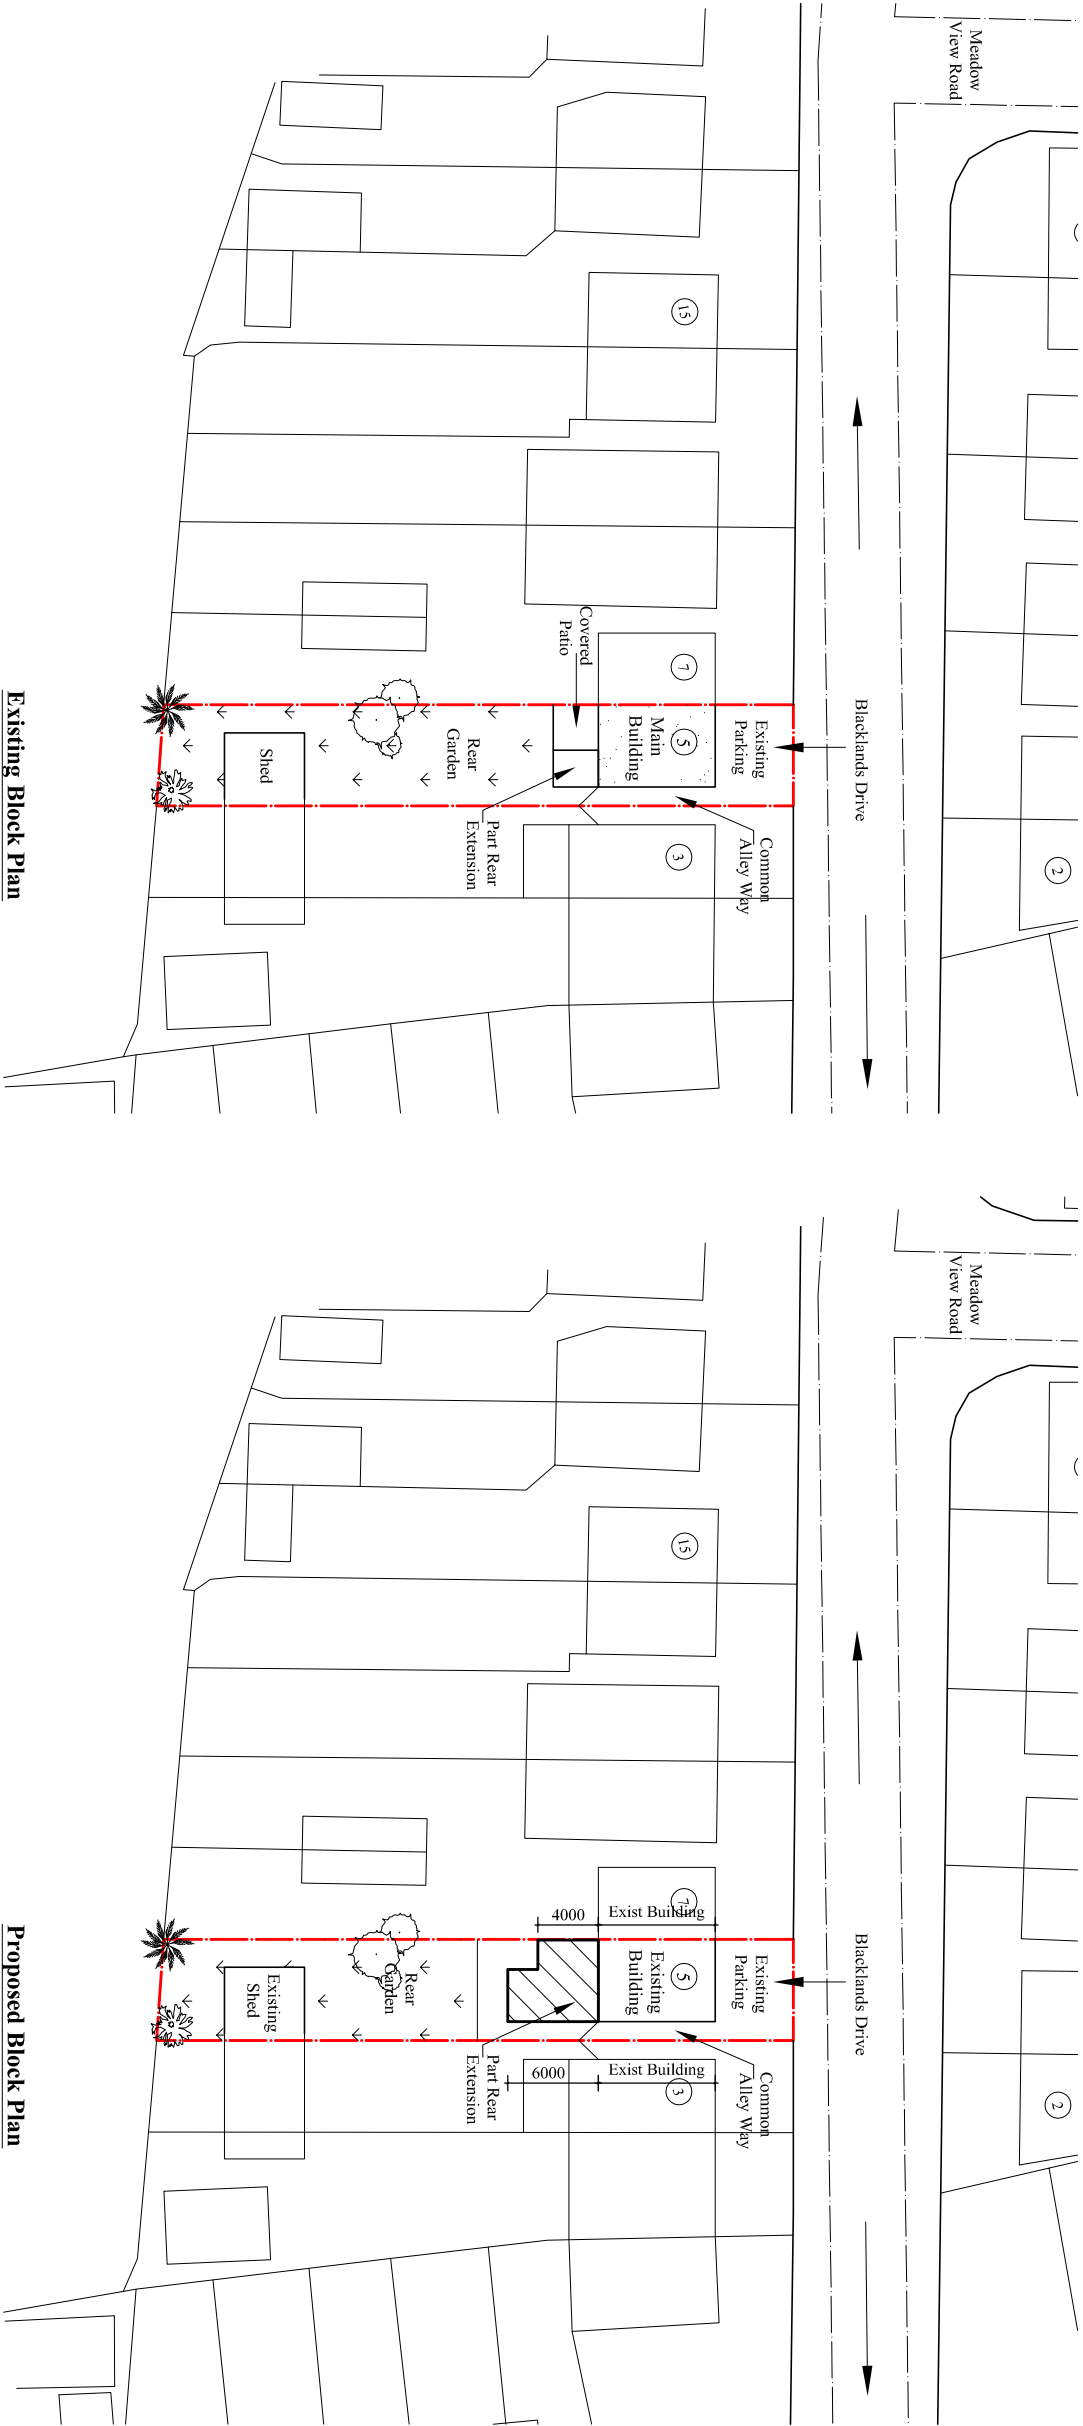 Meadow
View Road
15
Blacklands Drive
Covered
Patio
7
Existing
Parking
5
Main
Building
Rear
Garden
Shed
Part Rear
Extension
Common
Alley Way
3
2
Existing Block Plan
Meadow
View Road
15
Blacklands Drive
7
4000
Exist Building
Existing
Parking
5
Existing
Building
Rear
Garden
Existing
Shed
Part Rear
Extension
6000
Exist Building
Common
Alley Way
3
2
Proposed Block Plan